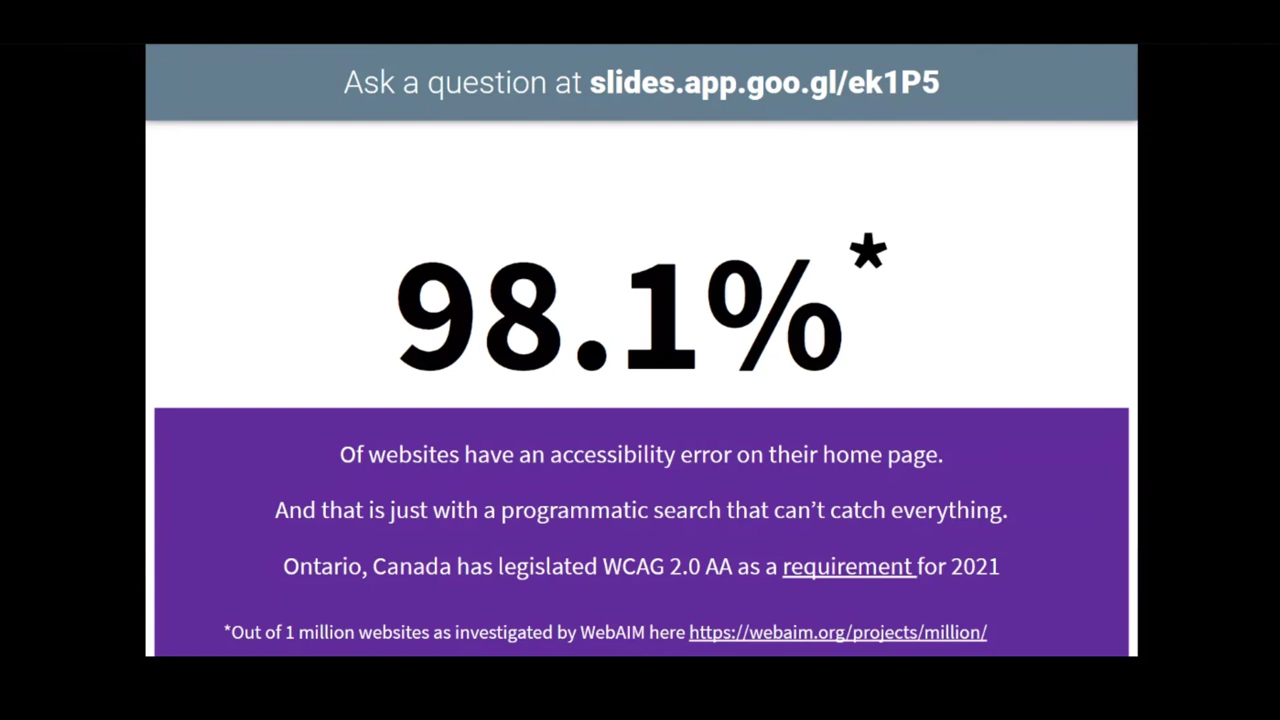 Ask a question at slides.app.goo.gl/ek1P5
98.1%*
Of websites have an accessibility error on their home page.
And that is just with a programmatic search that can’t catch everything.
Ontario, Canada has legislated WCAG 2.0 AA as a requirement for 2021
*Out of 1 million websites as investigated by WebAIM here https://webaim.org/projects/million/